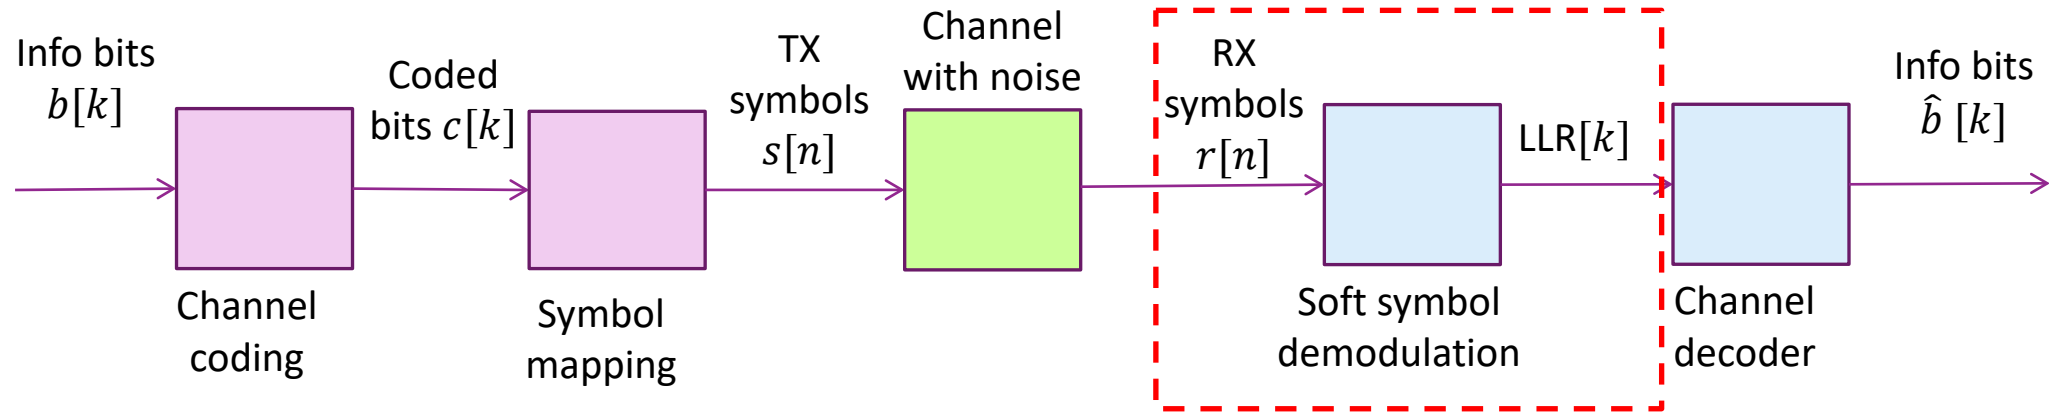 Info bits
b[k]
Channel
coding
Coded
bits c[k]
Symbol
mapping
TX
symbols
s[n]
Channel
with noise
RX
symbols
r[n]
Soft symbol
demodulation
LLR[k]
Channel
decoder
Info bits
b̂ [k]